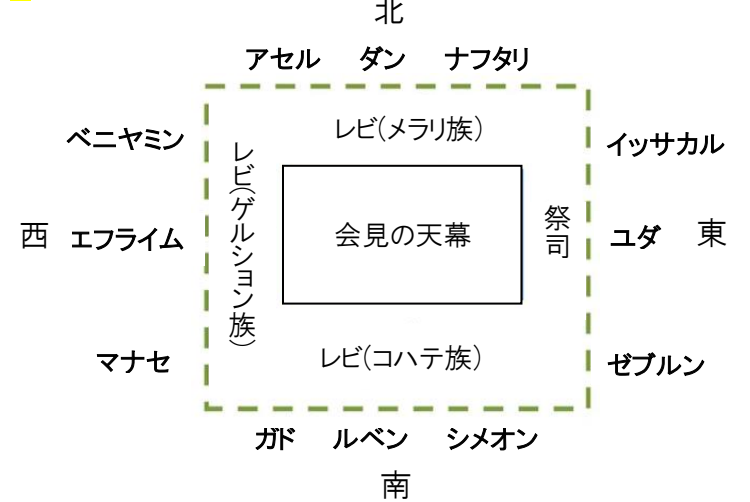 北
アセル ダン ナフタリ
ベニヤミン
レビ(メラリ族)
イッサカル
レビ(ゲルション族)
西
エフライム
会見の天幕
祭司
ユダ
東
マナセ
レビ(コハテ族)
ゼブルン
ガド ルベン シメオン
南